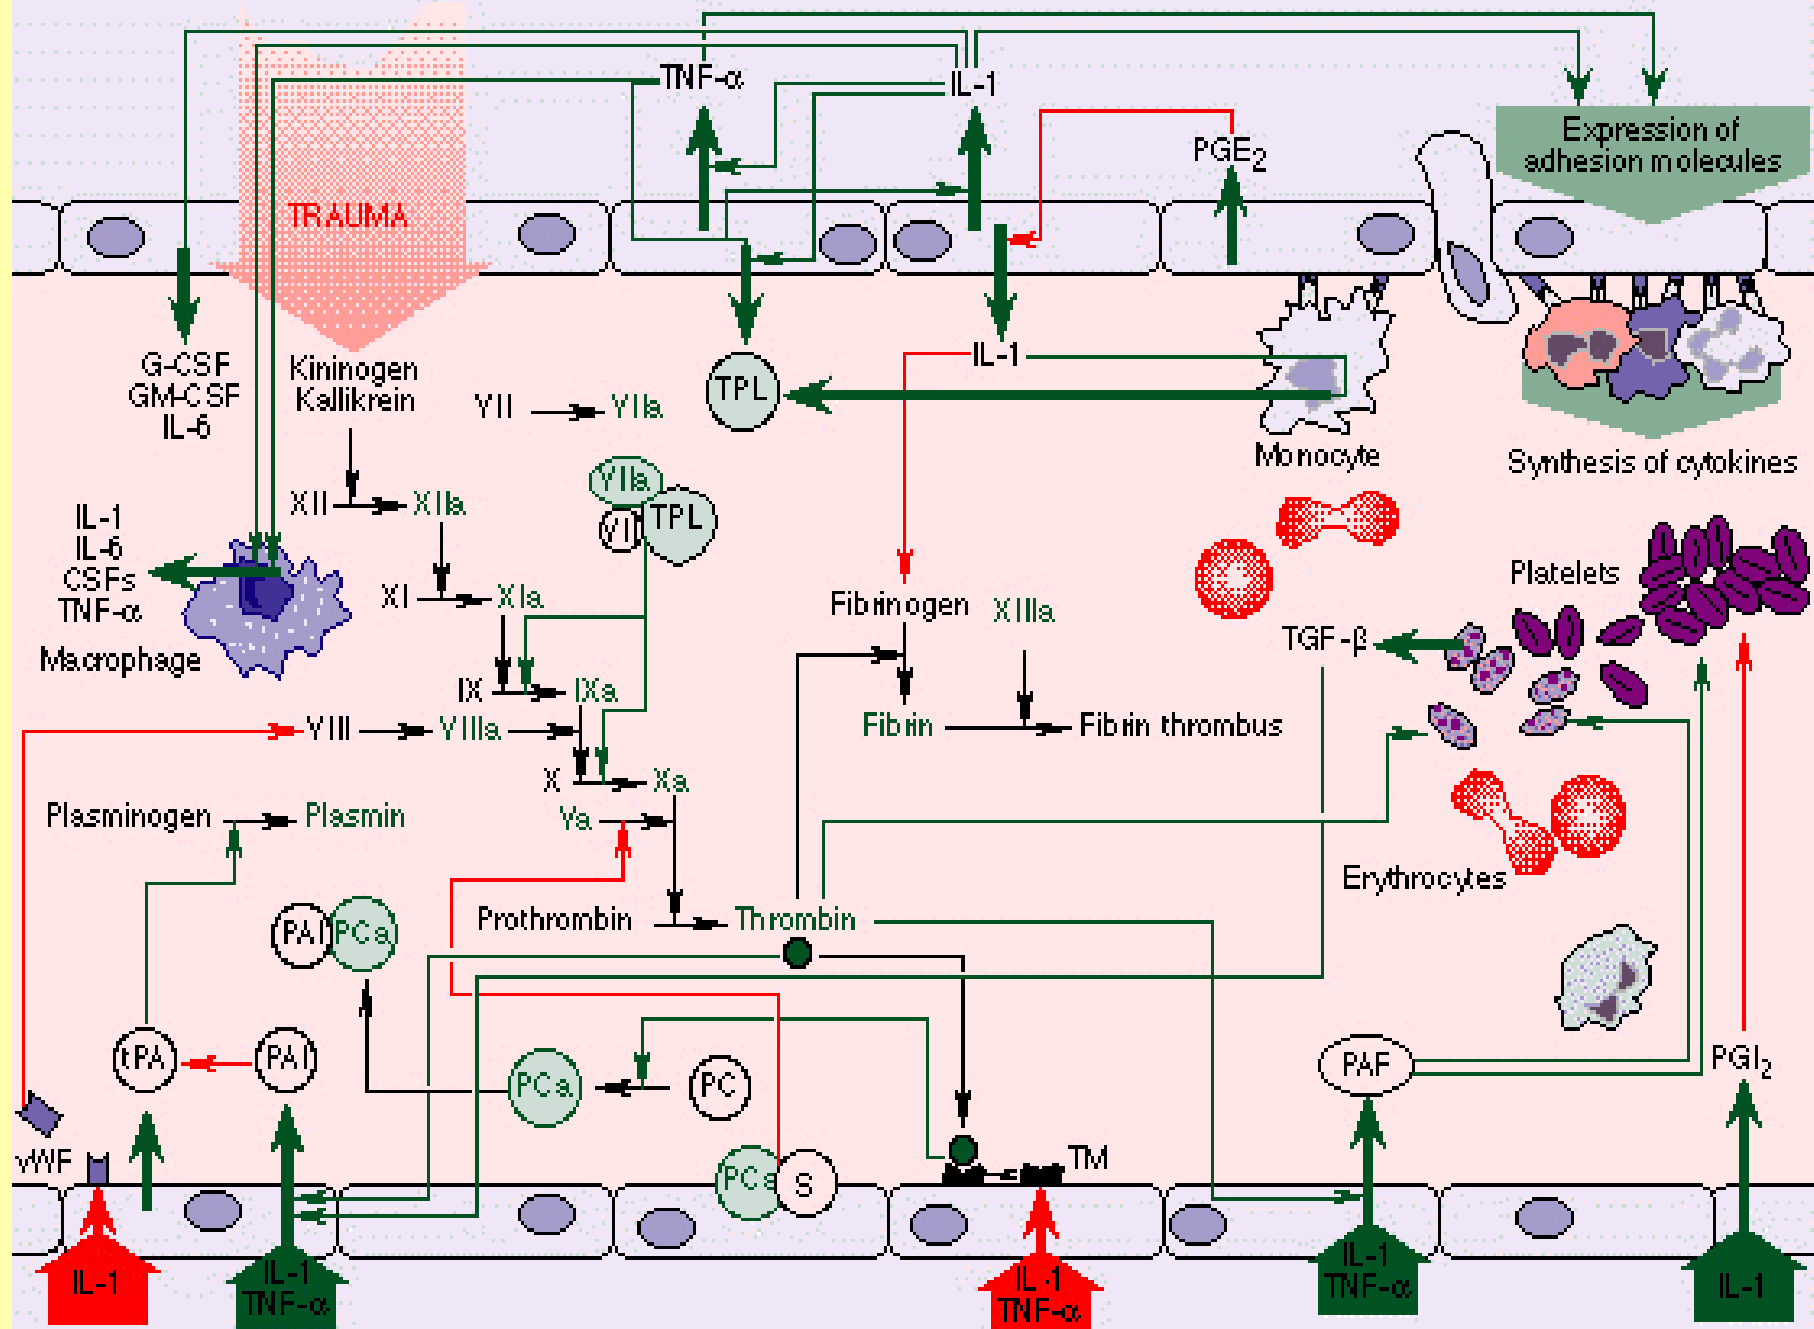 TNF-α
IL-1
PGE2
Expression of
adhesion molecules
TRAUMA
G-CSF
GM-CSF
IL-6
Kininogen
Kallikrein
VII
VIIa
TPL
IL-1
Monocyte
Synthesis of cytokines
XII
XIIa
VIIa
VI
TPL
IL-1
IL-6
CSFs
TNF-α
Macrophage
XI
XIa
Fibrinogen
XIIIa
Platelets
TGF-β
IX
IXa
VIII
VIIIa
Fibrin
Fibrin thrombus
X
Xa
Plasminogen
Plasmin
Va
Erythrocytes
Prothrombin
Thrombin
PAI
PCa
tPA
PAI
PCa
PC
PAF
PGI2
vWF
TM
PCa
S
IL-1
IL-1
TNF-α
IL-1
TNF-α
IL-1
TNF-α
IL-1